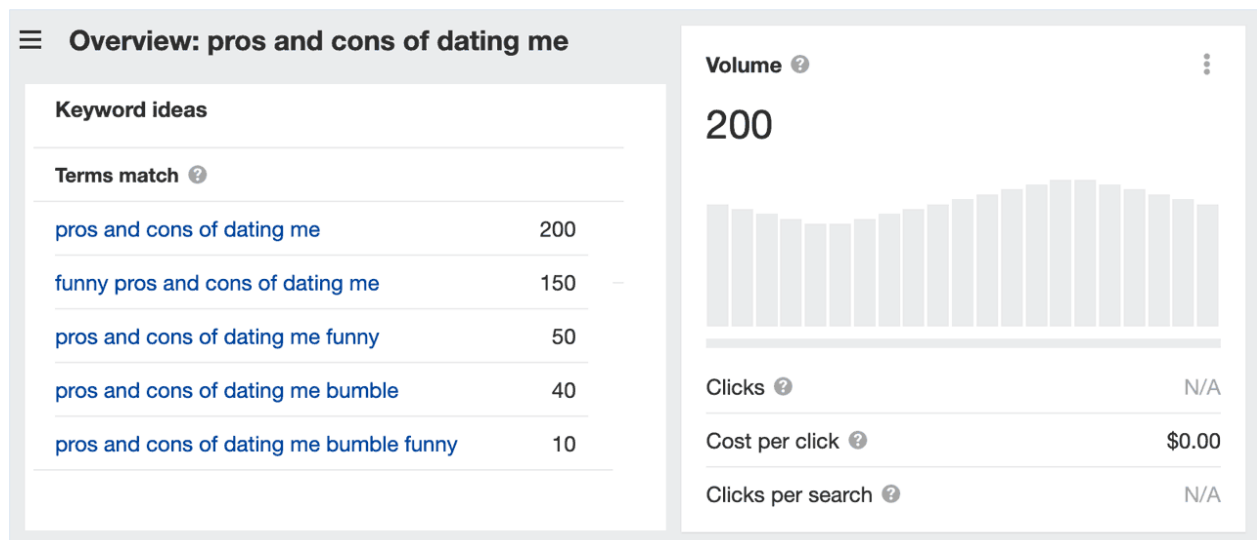 Overview: pros and cons of dating me
Keyword ideas
Terms match ?
pros and cons of dating me 200
funny pros and cons of dating me 150
pros and cons of dating me funny 50
pros and cons of dating me bumble 40
pros and cons of dating me bumble funny 10
Volume ?
200
Clicks ? N/A
Cost per click ? $0.00
Clicks per search ? N/A